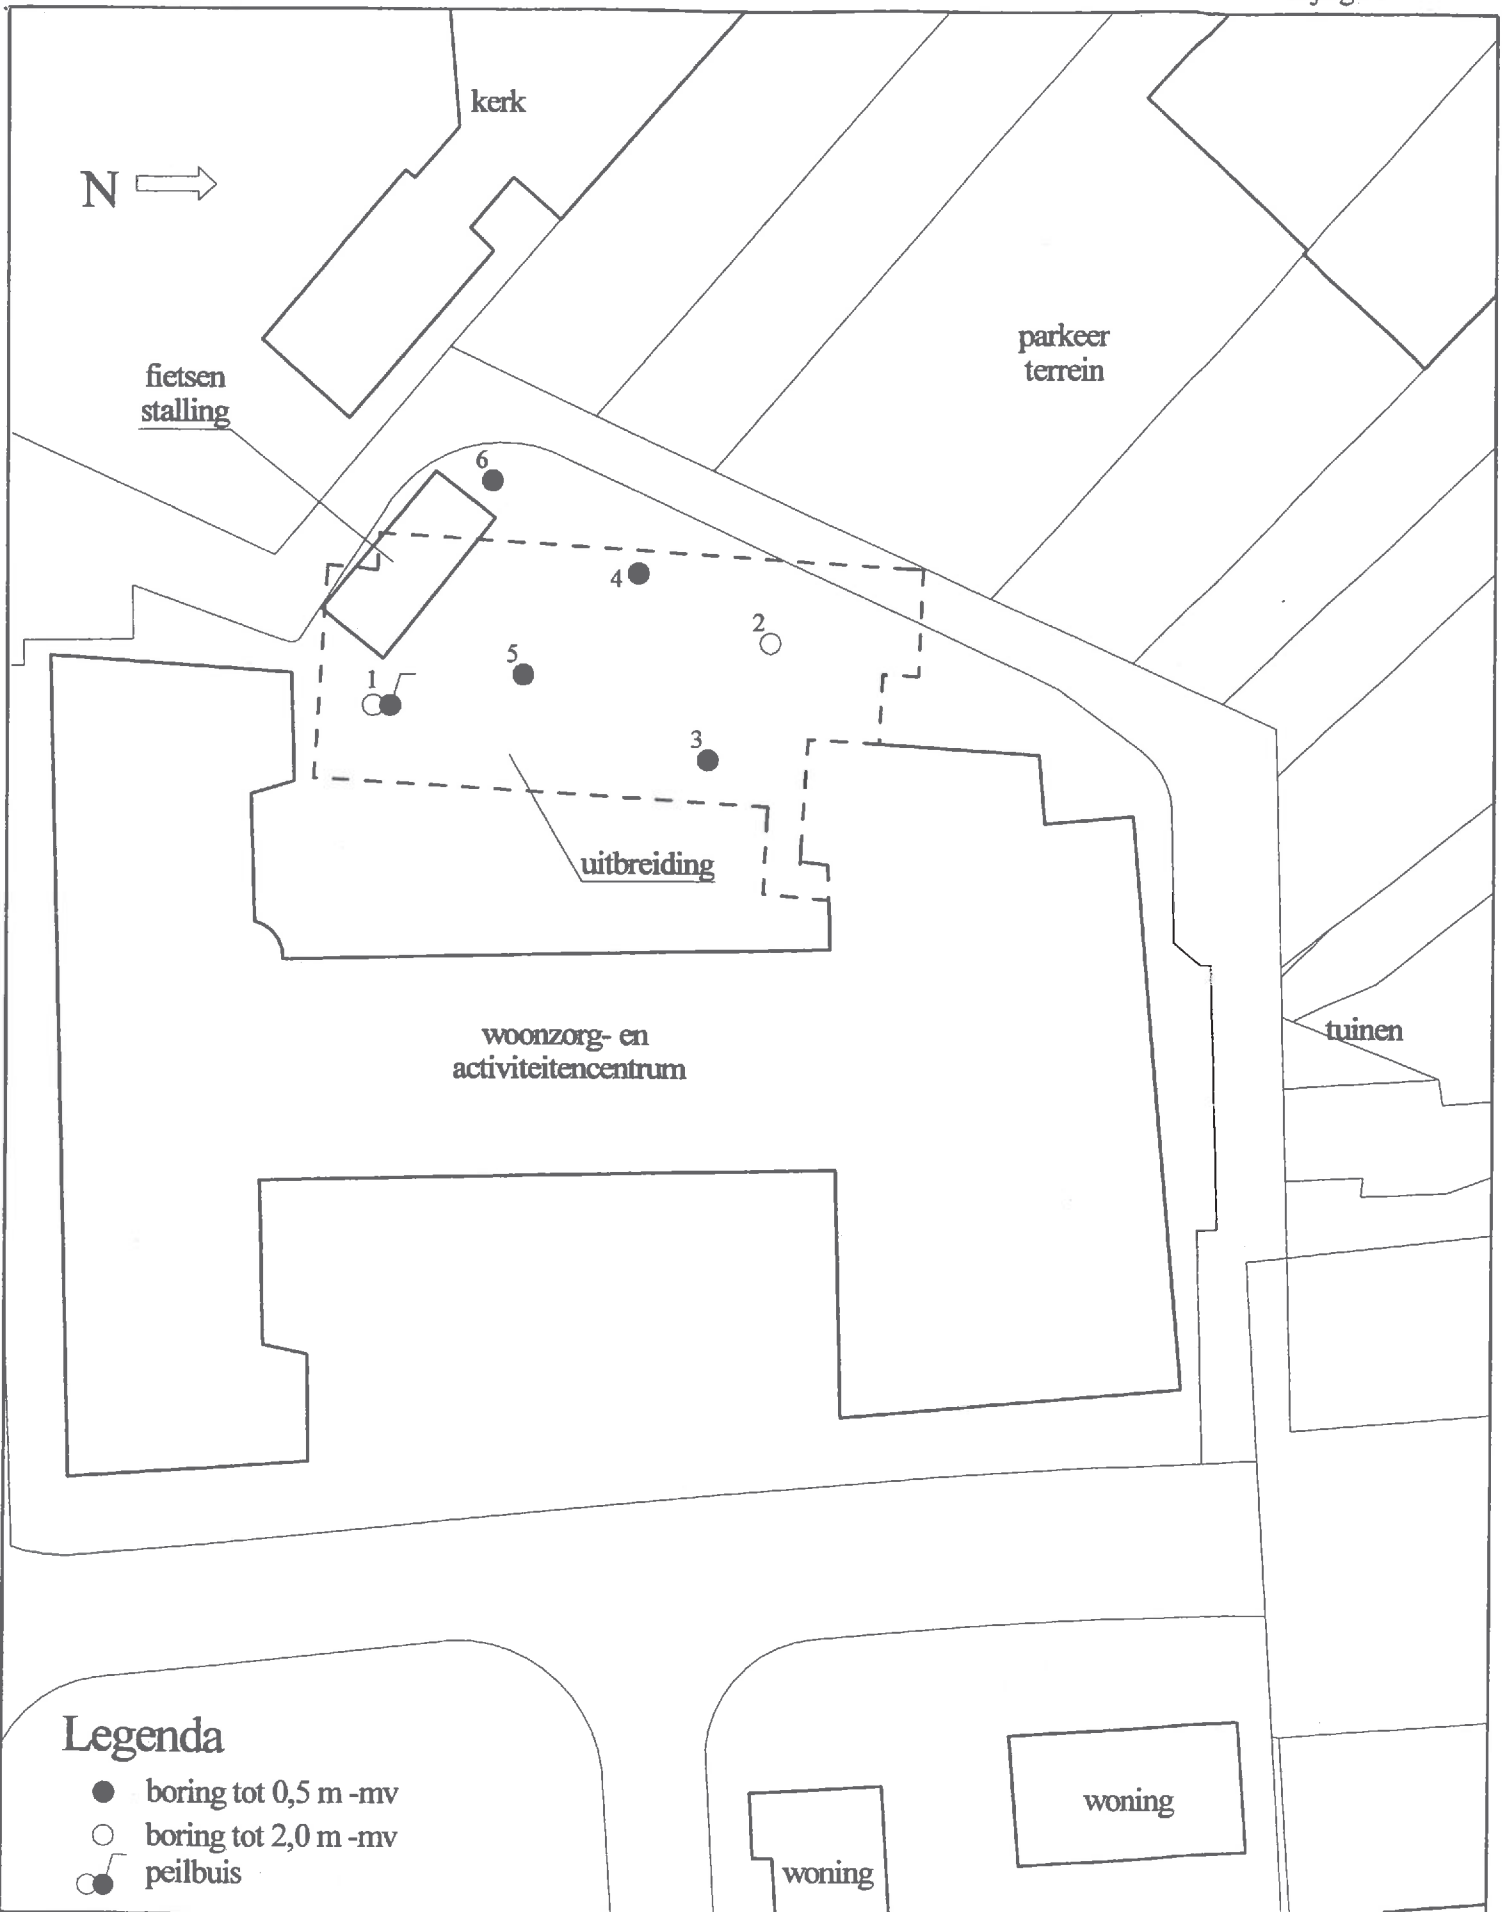 kerk
N
parkeer
terrein
fietsen
stalling
6
4
2
5
1
3
uitbreiding
woonzorg- en
activiteitencentrum
tuinen
Legenda
boring tot 0,5 m -mv
boring tot 2,0 m -mv
peilbuis
woning
woning